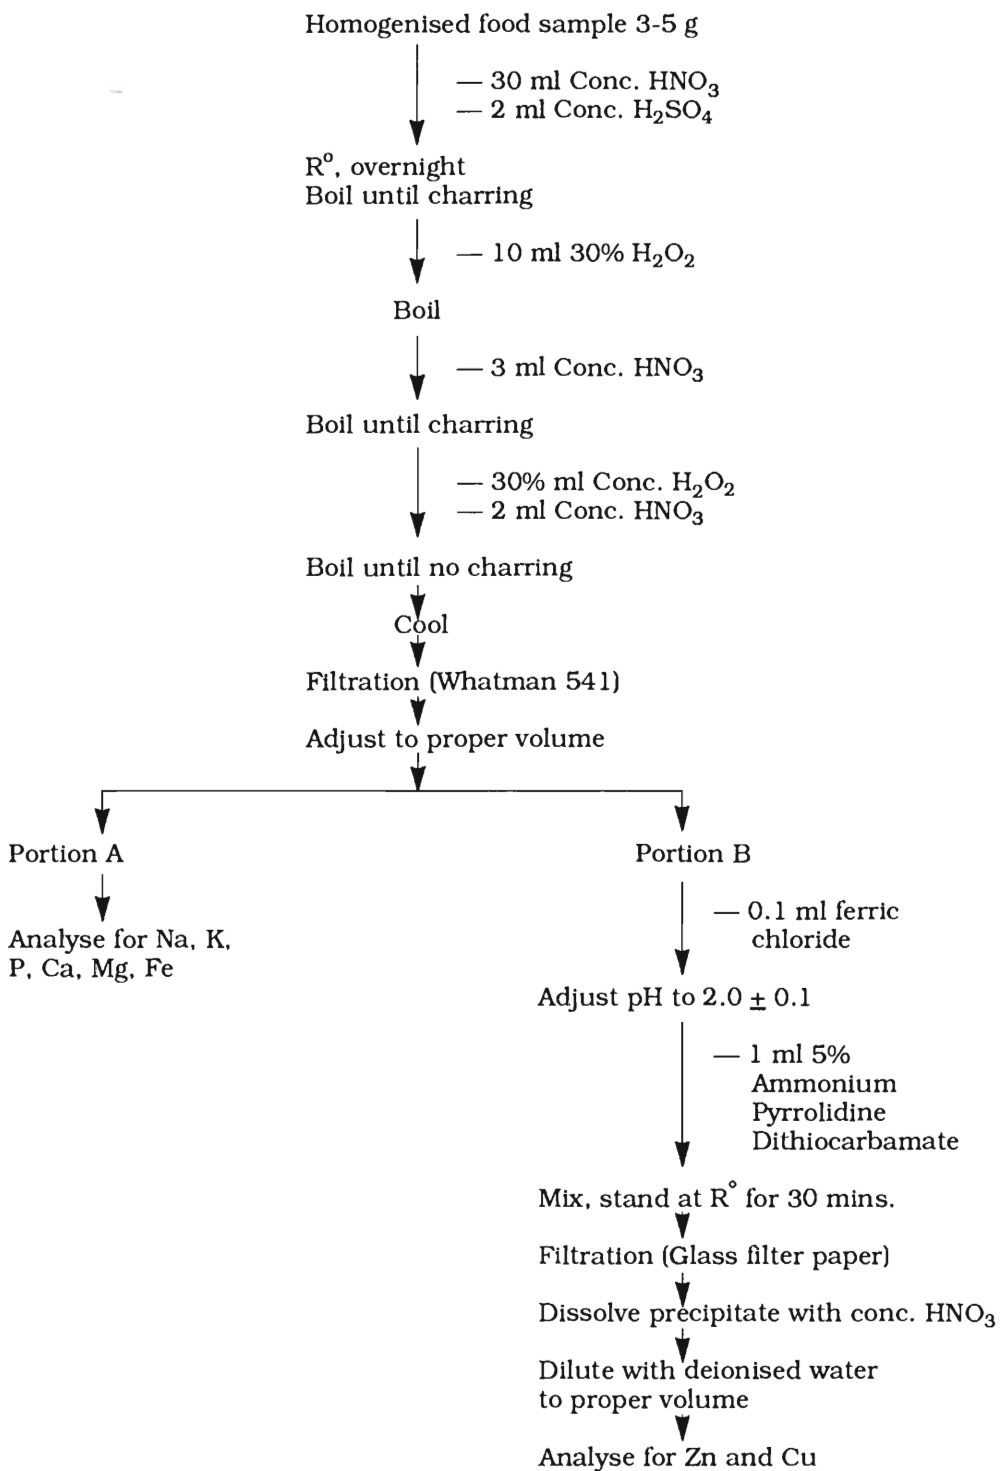 Homogenised food sample 3-5 g
— 30 ml Conc. HNO₃
— 2 ml Conc. H₂SO₄
R°, overnight
Boil until charring
— 10 ml 30% H₂O₂
Boil
— 3 ml Conc. HNO₃
Boil until charring
— 30% ml Conc. H₂O₂
— 2 ml Conc. HNO₃
Boil until no charring
Cool
Filtration (Whatman 541)
Adjust to proper volume
Portion A
Analyse for Na, K,
P, Ca, Mg, Fe
Portion B
— 0.1 ml ferric
chloride
Adjust pH to 2.0 ± 0.1
— 1 ml 5%
Ammonium
Pyrrolidine
Dithiocarbamate
Mix, stand at R° for 30 mins.
Filtration (Glass filter paper)
Dissolve precipitate with conc. HNO₃
Dilute with deionised water
to proper volume
Analyse for Zn and Cu